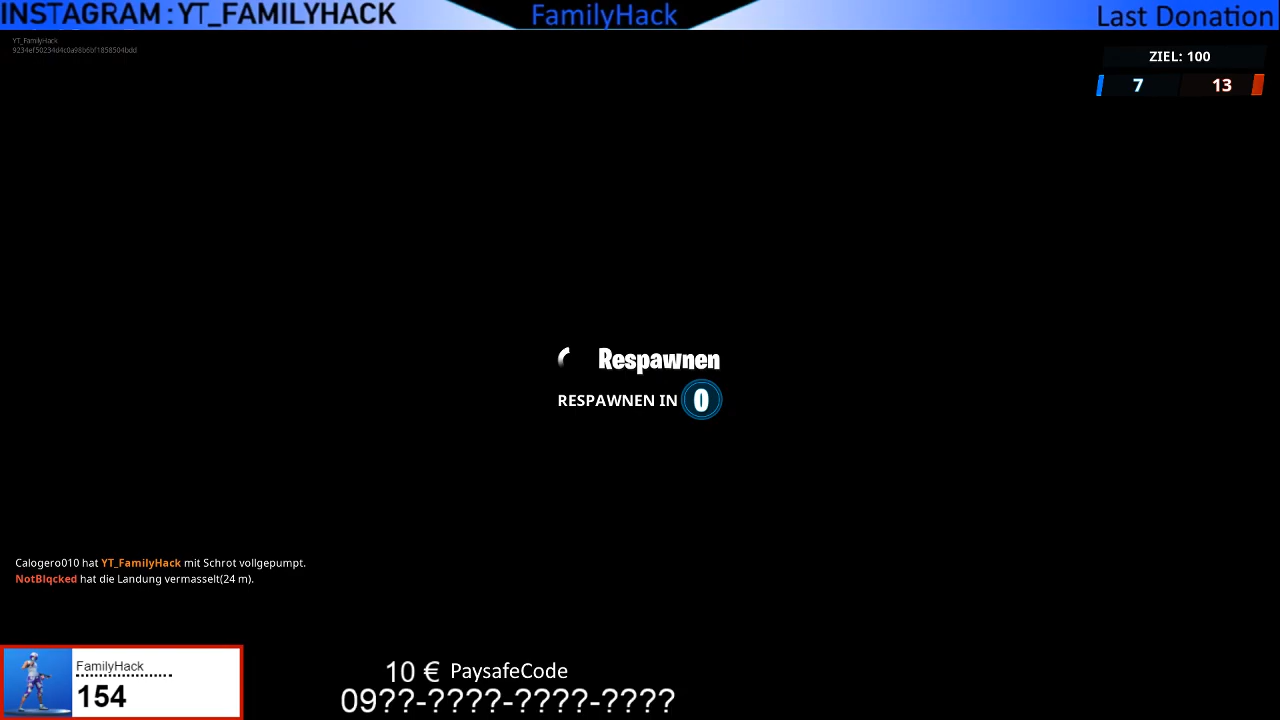 INSTAGRAM : YT_FAMILYHACK
FamilyHack
Last Donation
YT_FamilyHack
ZIEL: 100
7 13
Respawnen
RESPAWNEN IN 0
Calogero010 hat YT_FamilyHack mit Schrot vollgepumpt.
NotBlqcked hat die Landung vermasselt(24 m).
FamilyHack
154
10 € PaysafeCode
09??-????-????-????